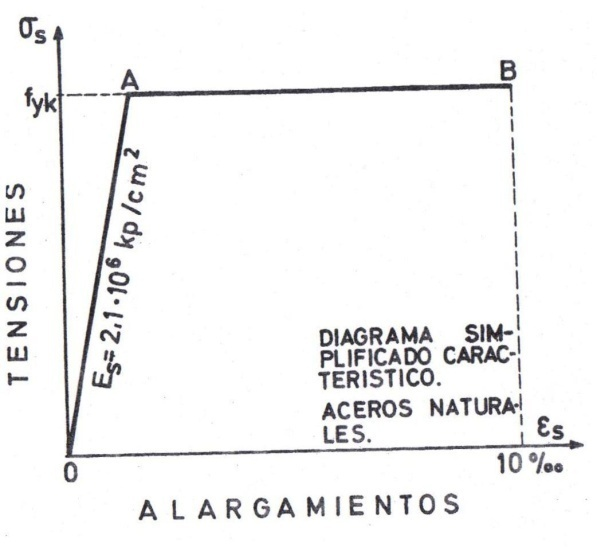 σs
A
B
fyk
TENSIONES
Es=2,1·10⁶ kp/cm²
DIAGRAMA SIM-
PLIFICADO CARAC-
TERISTICO.
ACEROS NATURA-
LES.
εs
0
10 ‰
ALARGAMIENTOS